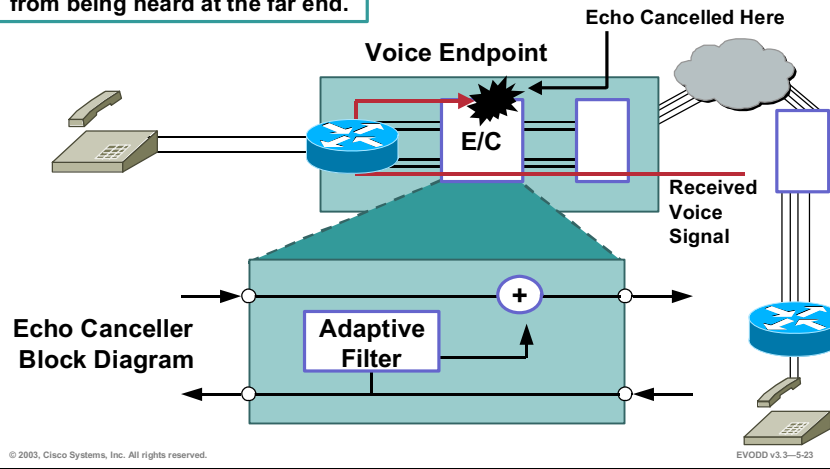 from being heard at the far end.
Echo Cancelled Here
Voice Endpoint
E/C
Received
Voice
Signal
+
Echo Canceller
Block Diagram
Adaptive
Filter
© 2003, Cisco Systems, Inc. All rights reserved.
EVODD v3.3—5-23